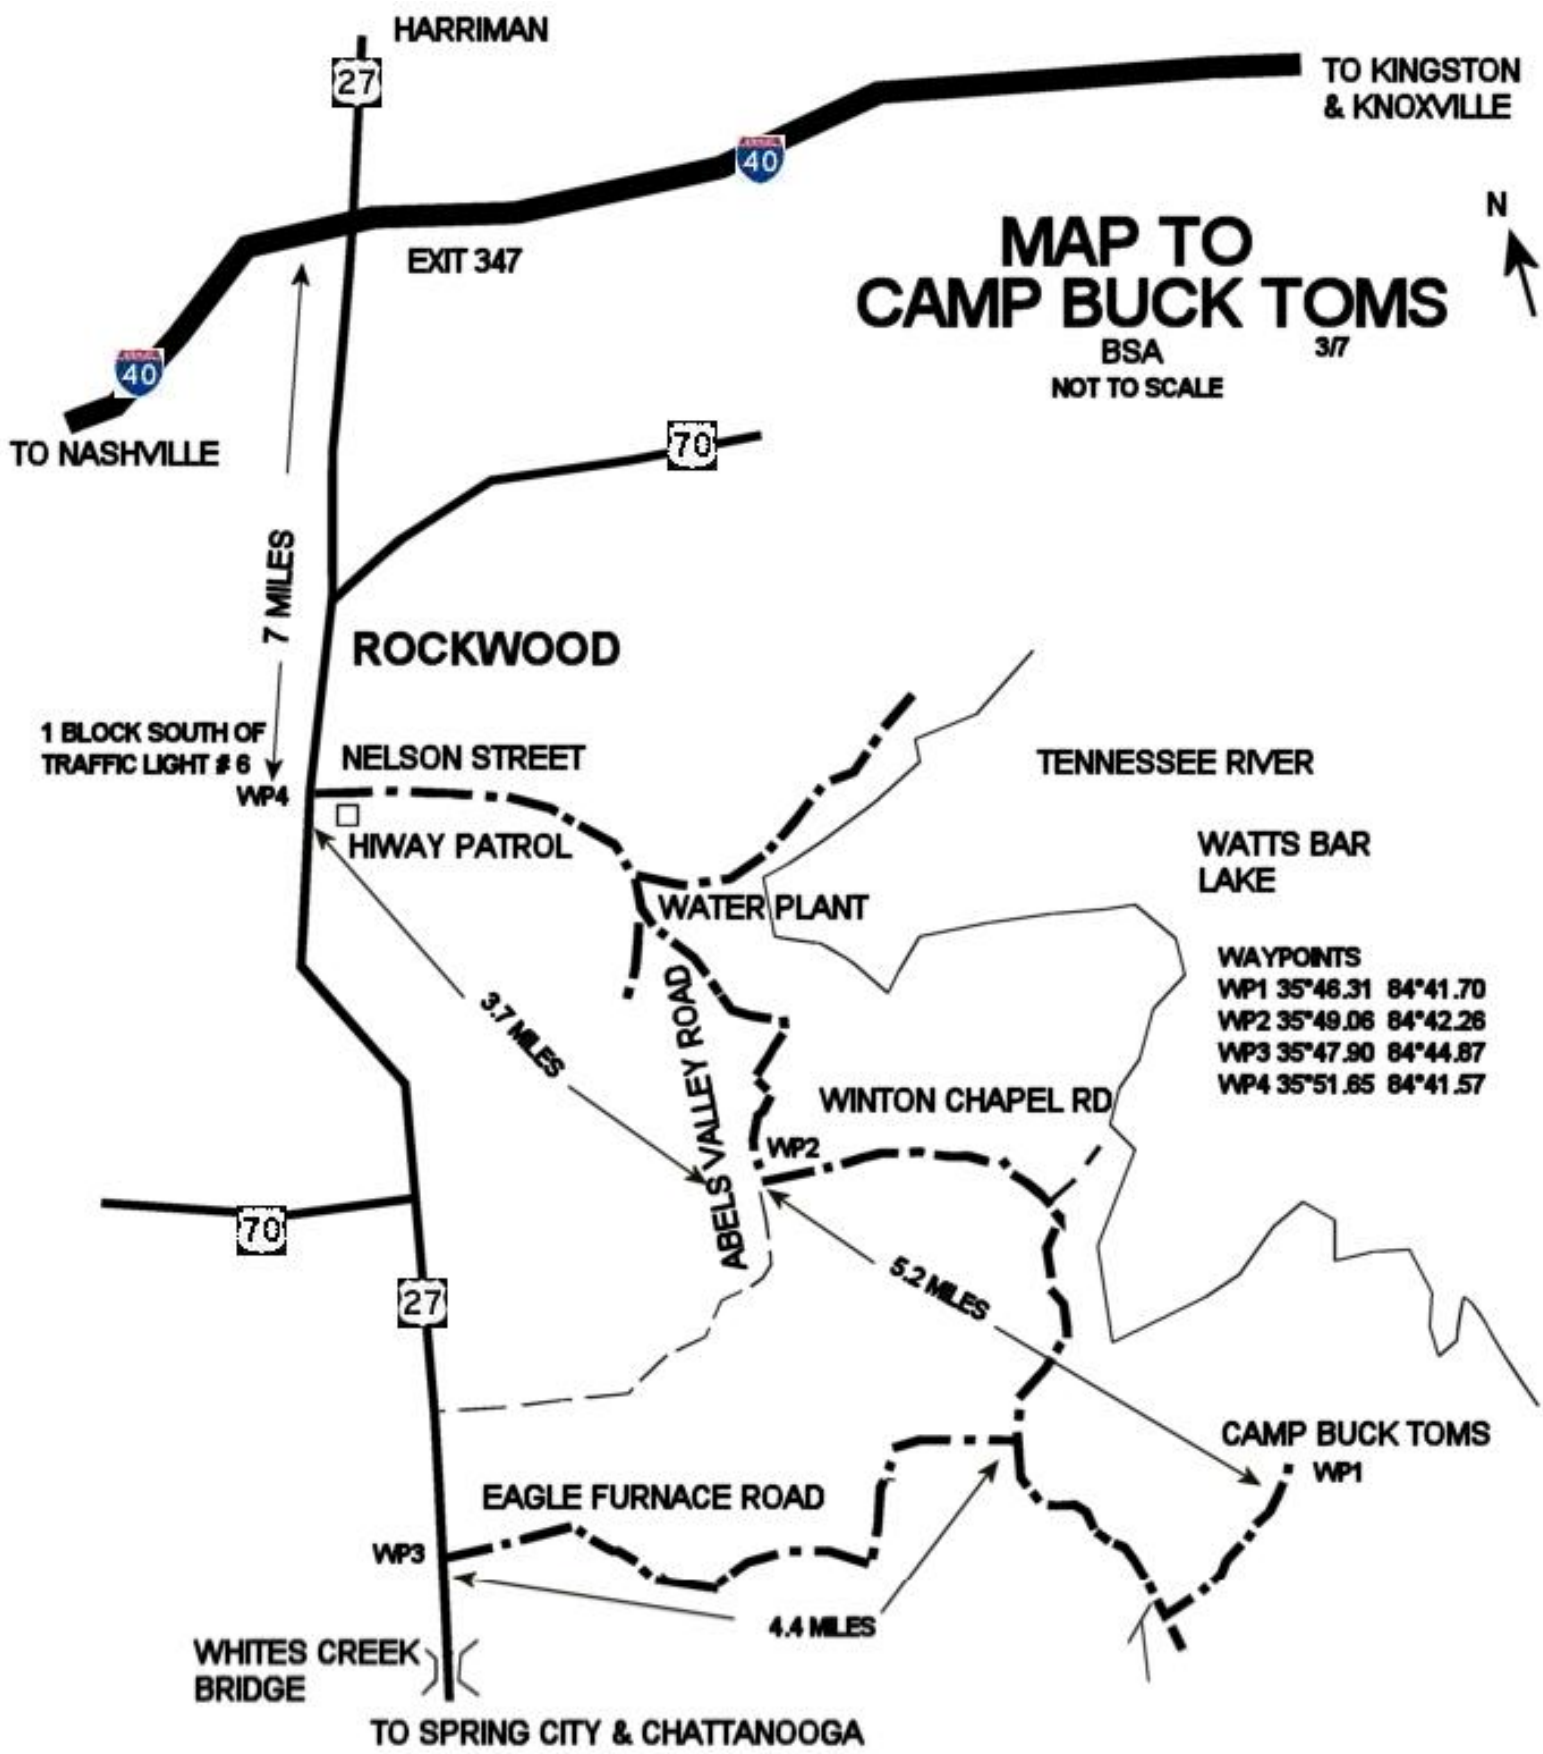 HARRIMAN
27
TO KINGSTON
& KNOXVILLE
40
N
MAP TO
CAMP BUCK TOMS
BSA
3/7
NOT TO SCALE
EXIT 347
40
TO NASHVILLE
70
7 MILES
ROCKWOOD
1 BLOCK SOUTH OF
TRAFFIC LIGHT # 6
WP4
NELSON STREET
HIWAY PATROL
TENNESSEE RIVER
WATTS BAR
LAKE
WATER PLANT
WAYPOINTS
WP1 35°46.31 84°41.70
WP2 35°49.06 84°42.26
WP3 35°47.90 84°44.87
WP4 35°51.65 84°41.57
3.7 MILES
ABELS VALLEY ROAD
WINTON CHAPEL RD
WP2
70
27
5.2 MILES
CAMP BUCK TOMS
WP1
EAGLE FURNACE ROAD
WP3
4.4 MILES
WHITES CREEK
BRIDGE
TO SPRING CITY & CHATTANOOGA